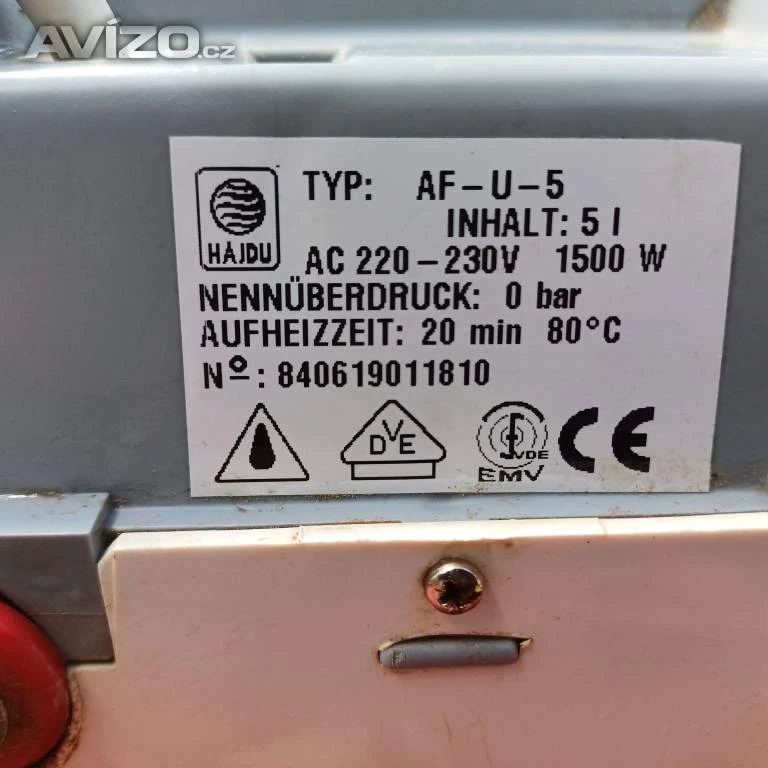 AVÍZO.cz
TYP: AF-U-5
INHALT: 5 l
HAJDU
AC 220-230V 1500 W
NENNÜBERDRUCK: 0 bar
AUFHEIZZEIT: 20 min 80°C
Nº: 840619011810
DVE
VDE
EMV
CE